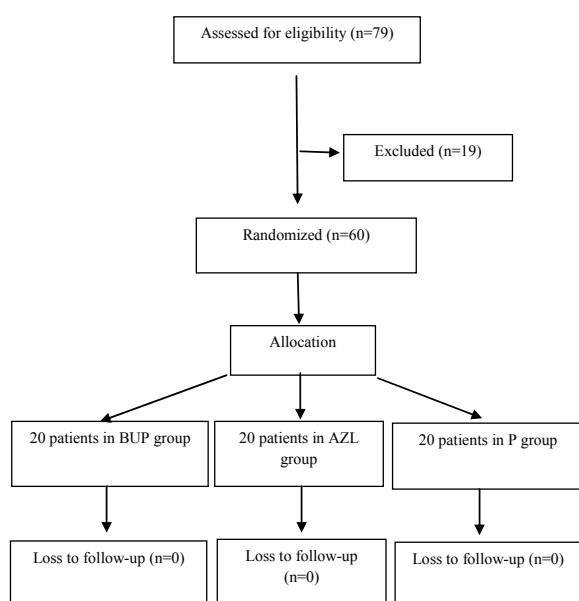 Assessed for eligibility (n=79)
Excluded (n=19)
Randomized (n=60)
Allocation
20 patients in BUP group
20 patients in AZL
group
20 patients in P group
Loss to follow-up (n=0)
Loss to follow-up
(n=0)
Loss to follow-up (n=0)